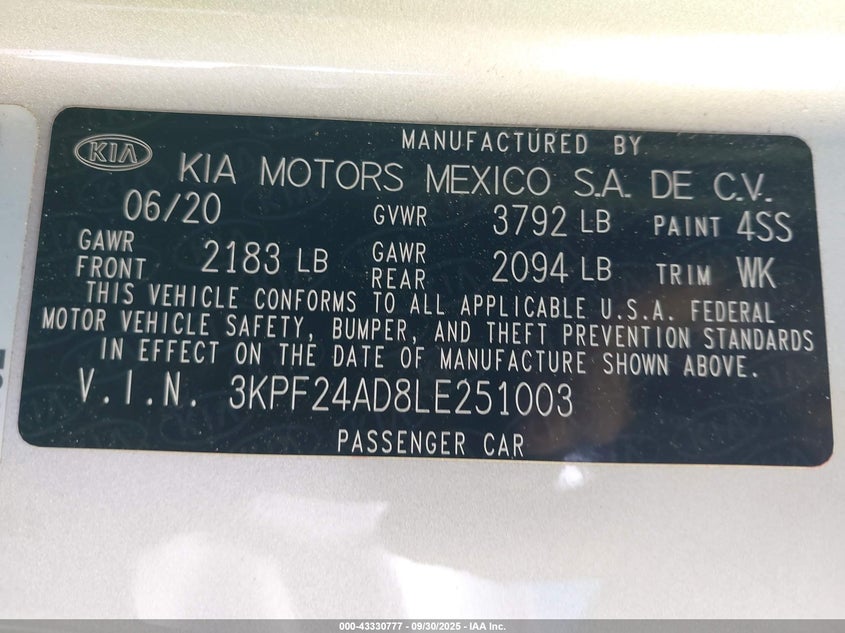 MANUFACTURED BY
KIA KIA MOTORS MEXICO S.A. DE C.V.
06/20 GVWR 3792 LB PAINT 4SS
GAWR FRONT 2183 LB GAWR REAR 2094 LB TRIM WK
THIS VEHICLE CONFORMS TO ALL APPLICABLE U.S.A. FEDERAL
MOTOR VEHICLE SAFETY, BUMPER, AND THEFT PREVENTION STANDARDS
IN EFFECT ON THE DATE OF MANUFACTURE SHOWN ABOVE.
V.I.N. 3KPF24AD8LE251003
PASSENGER CAR
000-43330777 - 09/30/2025 - IAA Inc.